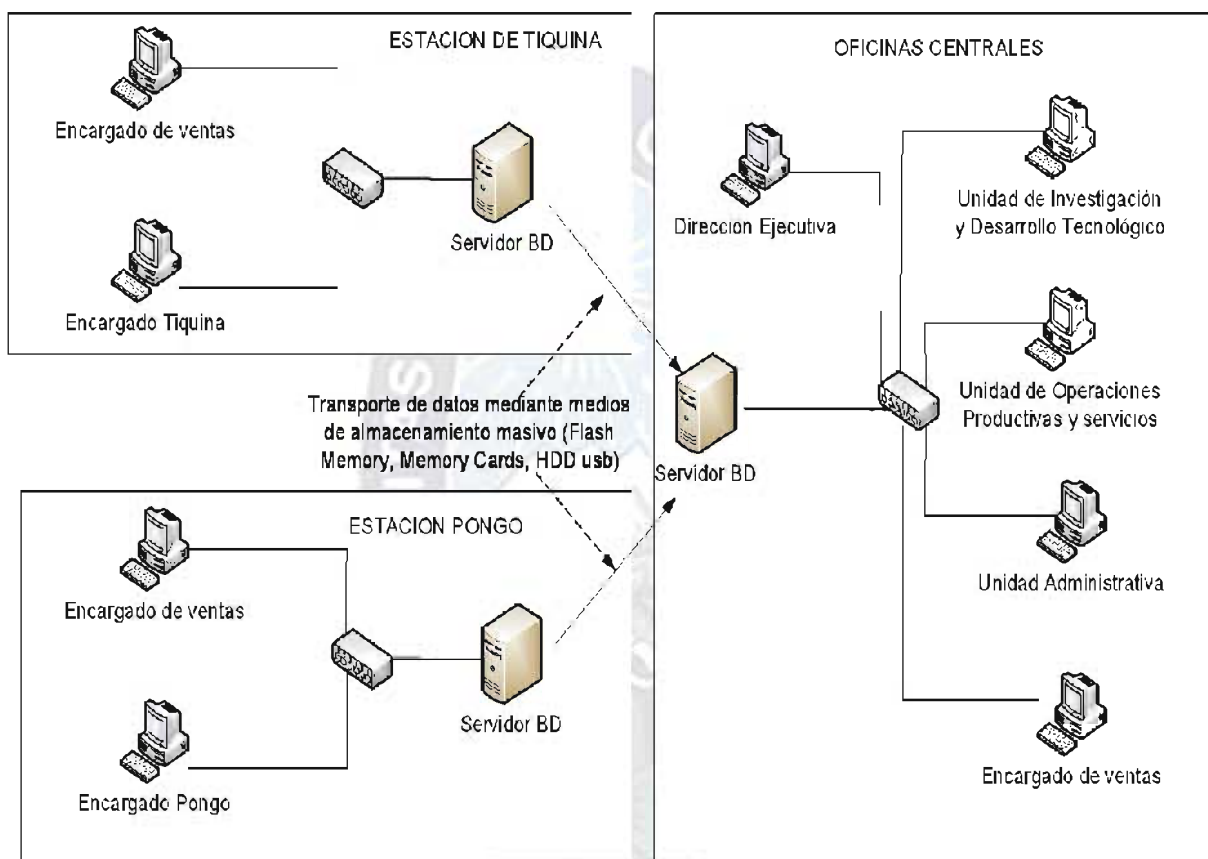 ESTACION DE TIQUINA
Encargado de ventas
Servidor BD
Encargado Tiquina
Transporte de datos mediante medios
de almacenamiento masivo (Flash
Memory, Memory Cards, HDD usb)
ESTACION PONGO
Encargado de ventas
Servidor BD
Encargado Pongo
OFICINAS CENTRALES
Dirección Ejecutiva
Unidad de Investigación
y Desarrollo Tecnológico
Unidad de Operaciones
Productivas y servicios
Servidor BD
Unidad Administrativa
Encargado de ventas